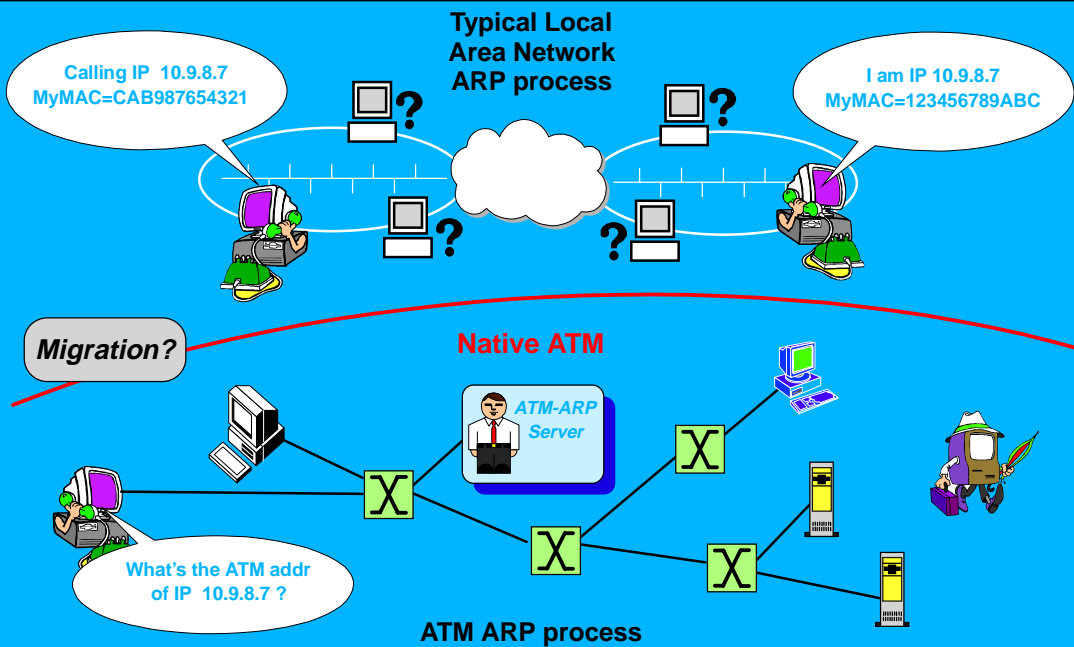 Typical Local
Area Network
ARP process
Calling IP 10.9.8.7
MyMAC=CAB987654321
I am IP 10.9.8.7
MyMAC=123456789ABC
?
?
?
?
Migration?
Native ATM
ATM-ARP
Server
What's the ATM addr
of IP 10.9.8.7 ?
ATM ARP process